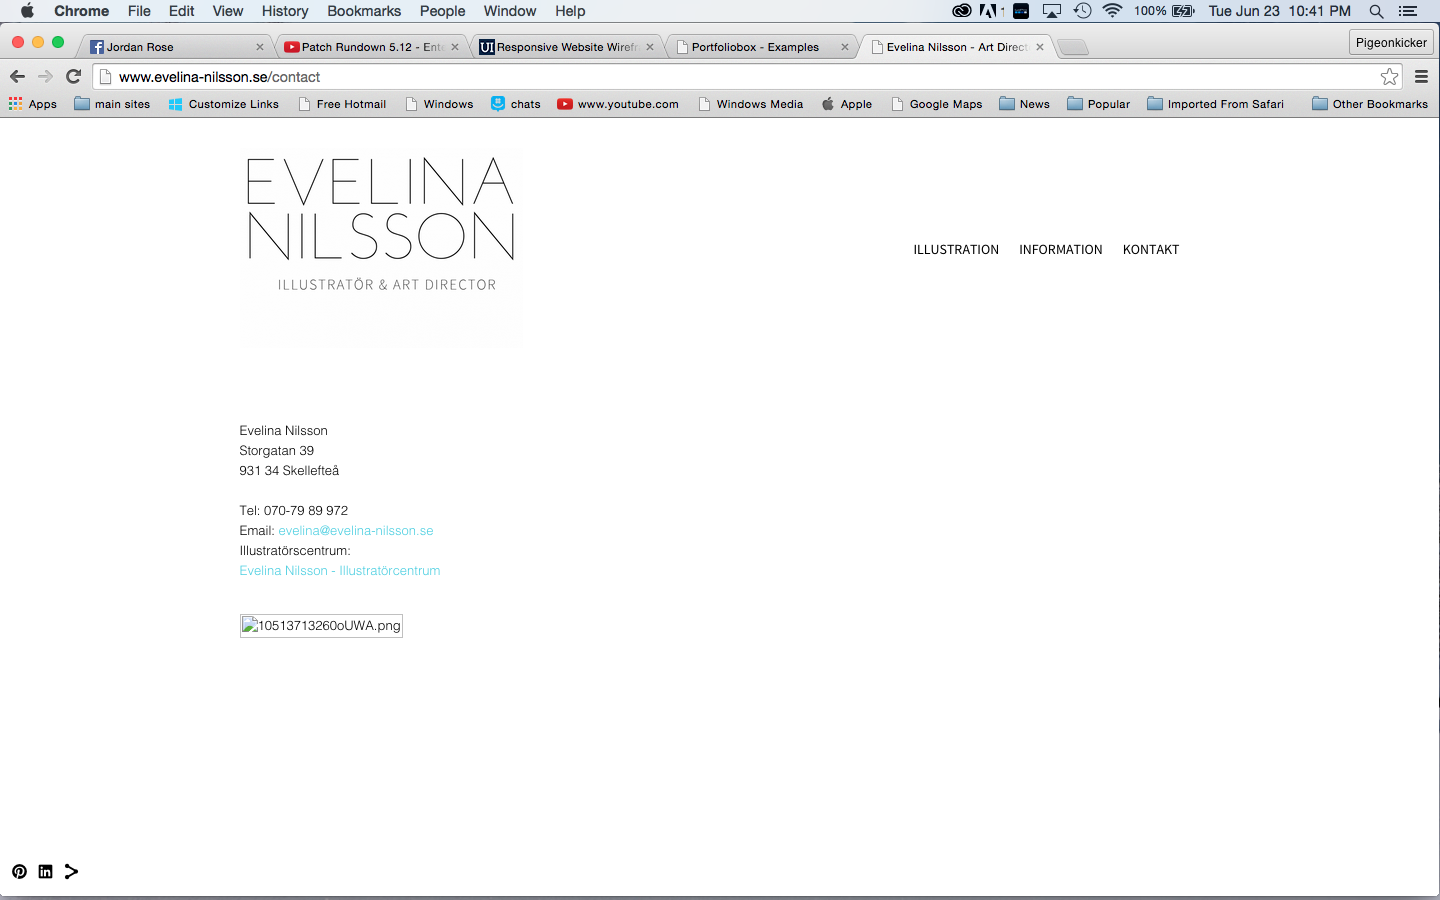 Chrome File Edit View History Bookmarks People Window Help 100% Tue Jun 23 10:41 PM
Jordan Rose
Patch Rundown 5.12 - Ente
Responsive Website Wirefr
Portfoliobox - Examples
Evelina Nilsson - Art Direct
Pigeonkicker
www.evelina-nilsson.se/contact
Apps main sites Customize Links Free Hotmail Windows chats www.youtube.com Windows Media Apple Google Maps News Popular Imported From Safari Other Bookmarks
EVELINA
NILSSON
ILLUSTRATÖR & ART DIRECTOR
ILLUSTRATION INFORMATION KONTAKT
Evelina Nilsson
Storgatan 39
931 34 Skellefteå
Tel: 070-79 89 972
Email: evelina@evelina-nilsson.se
Illustratörscentrum:
Evelina Nilsson - Illustratörcentrum
10513713260oUWA.png